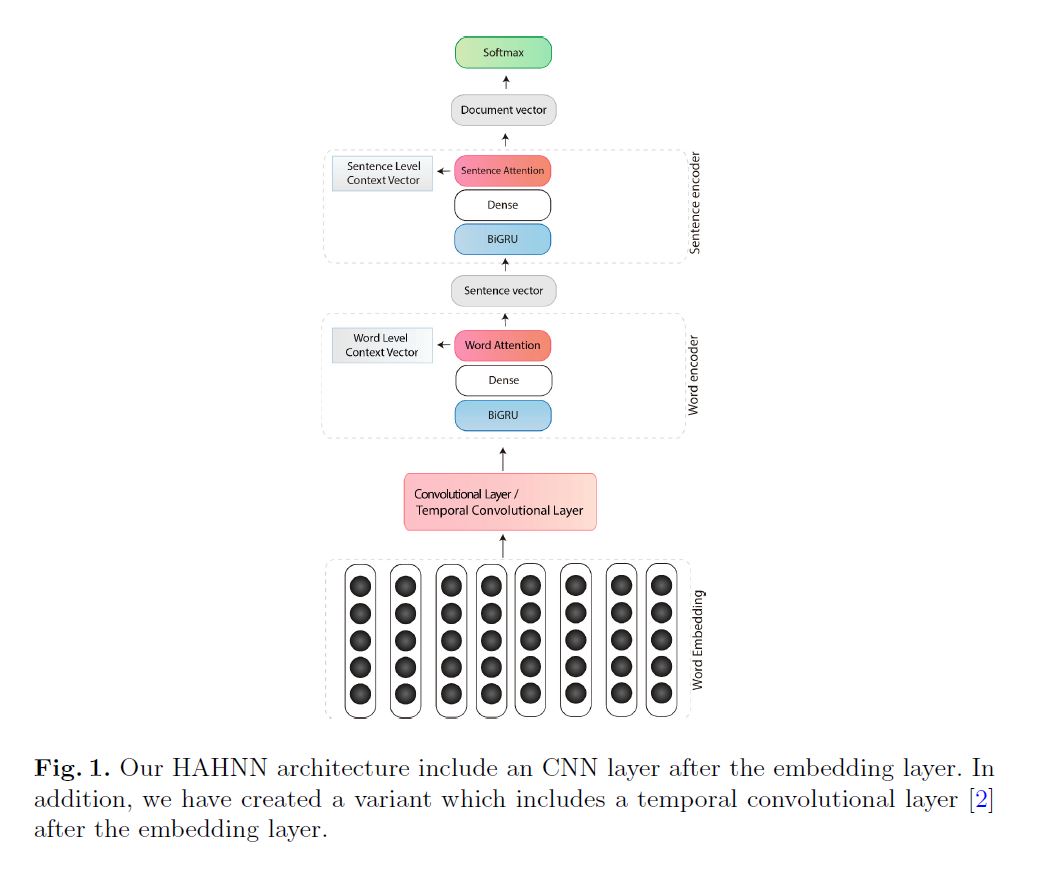 Softmax
Document vector
Sentence Level
Context Vector
Sentence Attention
Dense
BiGRU
Sentence encoder
Sentence vector
Word Level
Context Vector
Word Attention
Dense
BiGRU
Word encoder
Convolutional Layer /
Temporal Convolutional Layer
Word Embedding
Fig. 1. Our HAHNN architecture include an CNN layer after the embedding layer. In
addition, we have created a variant which includes a temporal convolutional layer [2]
after the embedding layer.